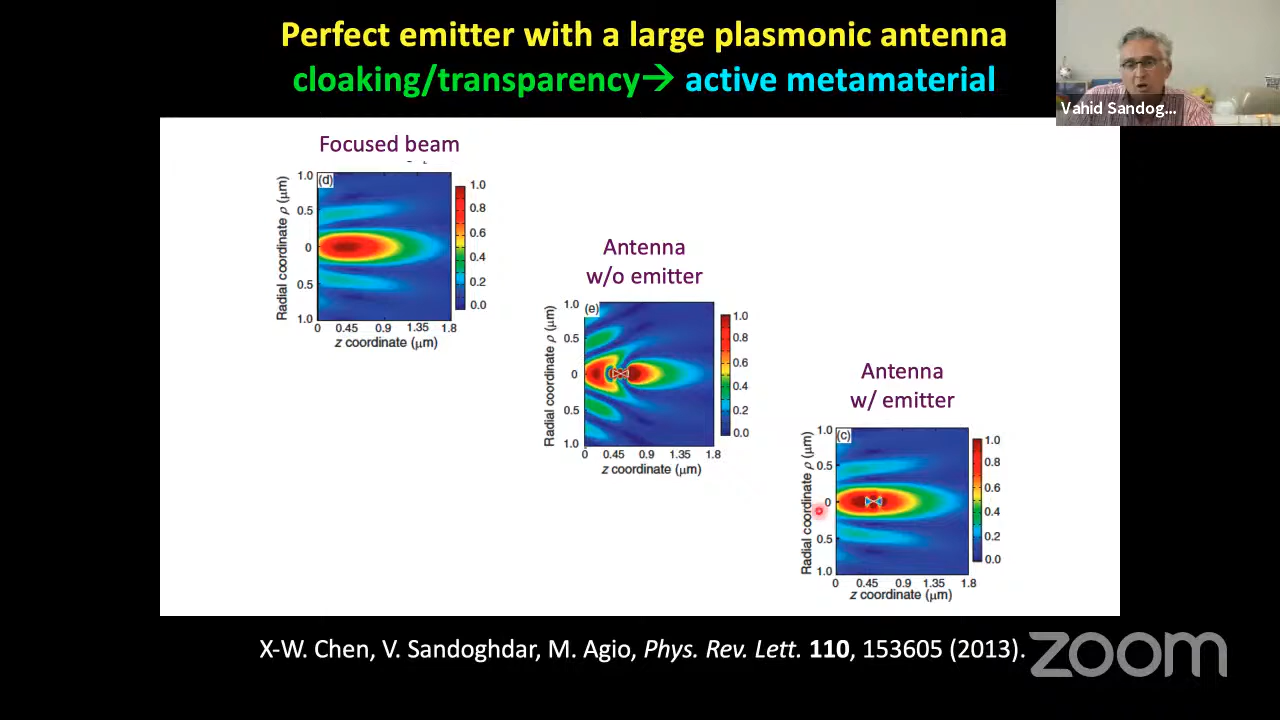 Perfect emitter with a large plasmonic antenna
cloaking/transparency→ active metamaterial
Vahid Sandog...
Focused beam
(d)
Radial coordinate ρ (μm)
1.0
0.5
0
0.5
1.0
0 0.45 0.9 1.35 1.8
z coordinate (μm)
1.0
0.8
0.6
0.4
0.2
0.0
Antenna
w/o emitter
(e)
Radial coordinate ρ (μm)
1.0
0.5
0
0.5
1.0
0 0.45 0.9 1.35 1.8
z coordinate (μm)
1.0
0.8
0.6
0.4
0.2
0.0
Antenna
w/ emitter
(c)
Radial coordinate ρ (μm)
1.0
0.5
0
0.5
1.0
0 0.45 0.9 1.35 1.8
z coordinate (μm)
1.0
0.8
0.6
0.4
0.2
0.0
X-W. Chen, V. Sandoghdar, M. Agio, Phys. Rev. Lett. 110, 153605 (2013).
zoom